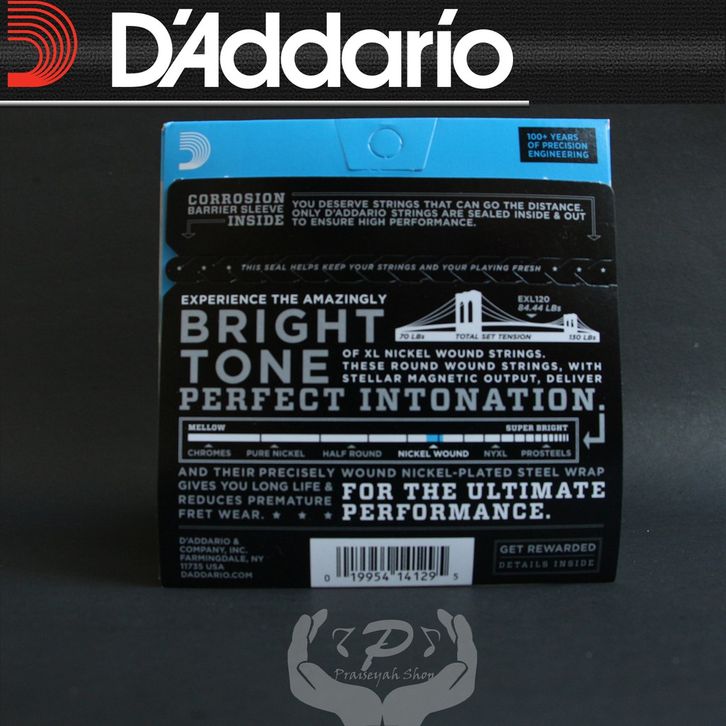 D'Addario
100+ YEARS
OF PRECISION
ENGINEERING
CORROSION
BARRIER SLEEVE
INSIDE
YOU DESERVE STRINGS THAT CAN GO THE DISTANCE.
ONLY D'ADDARIO STRINGS ARE SEALED INSIDE & OUT
TO ENSURE HIGH PERFORMANCE.
THIS SEAL HELPS KEEP YOUR STRINGS AND YOUR PLAYING FRESH
EXPERIENCE THE AMAZINGLY
BRIGHT
TONE
EXL120
84.44 LBs
70 LBs TOTAL SET TENSION 130 LBs
OF XL NICKEL WOUND STRINGS.
THESE ROUND WOUND STRINGS, WITH
STELLAR MAGNETIC OUTPUT, DELIVER
PERFECT INTONATION.
MELLOW SUPER BRIGHT
CHROMES PURE NICKEL HALF ROUND NICKEL WOUND NYXL PROSTEELS
AND THEIR PRECISELY WOUND NICKEL-PLATED STEEL WRAP
GIVES YOU LONG LIFE &
REDUCES PREMATURE
FRET WEAR.
FOR THE ULTIMATE
PERFORMANCE.
D'ADDARIO &
COMPANY, INC.
FARMINGDALE, NY
11735 USA
DADDARIO.COM
0 19954 14129 5
GET REWARDED
DETAILS INSIDE
P
Praiseyah Shop